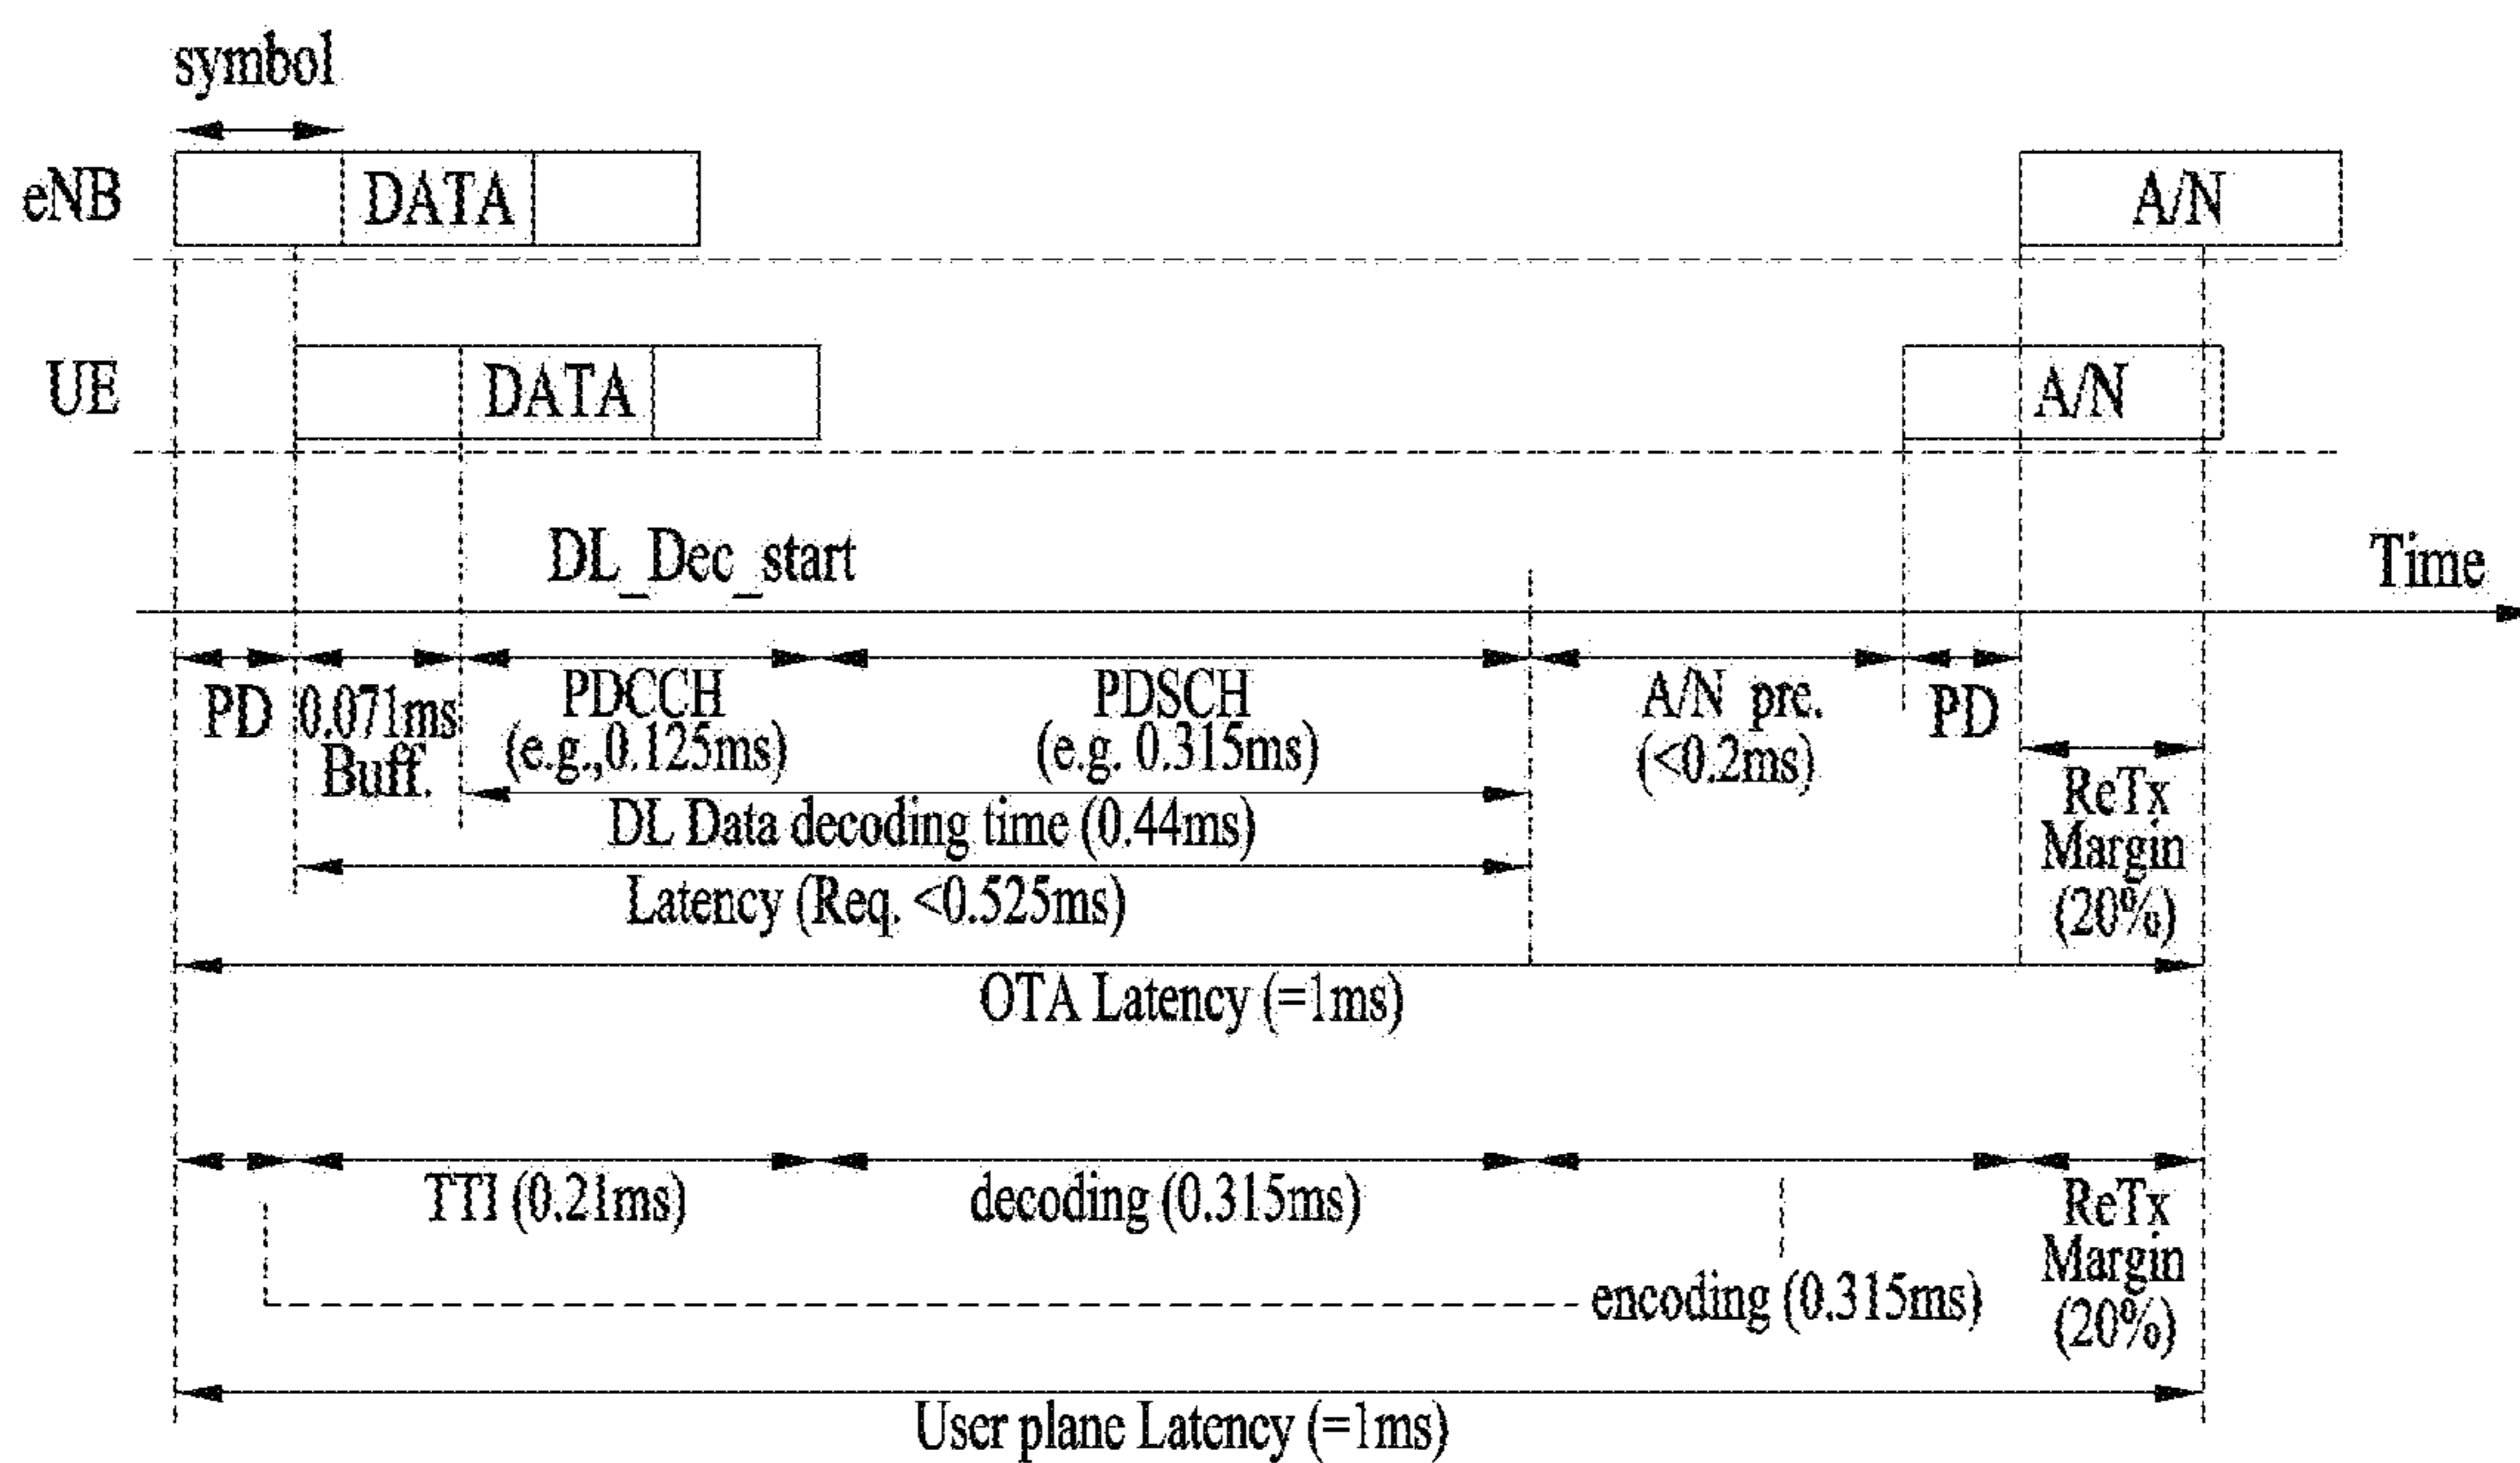 symbol
eNB
DATA
A/N
UE
DATA
A/N
DL_Dec_start
Time
PD
0.071ms
Buff.
PDCCH
(e.g.,0.125ms)
PDSCH
(e.g. 0.315ms)
A/N pre.
(<0.2ms)
PD
ReTx
Margin
(20%)
DL Data decoding time (0.44ms)
Latency (Req. <0.525ms)
OTA Latency (=1ms)
TTI (0.21ms)
decoding (0.315ms)
encoding (0.315ms)
ReTx
Margin
(20%)
User plane Latency (=1ms)